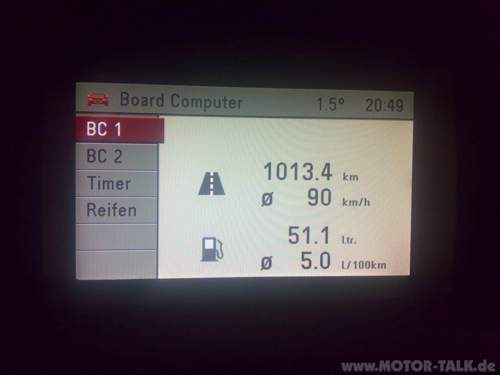 Board Computer 1.5° 20:49
BC 1
BC 2
Timer
Reifen
1013.4 km
ø 90 km/h
51.1 Ltr.
ø 5.0 L/100km
www.MOTOR-TALK.de